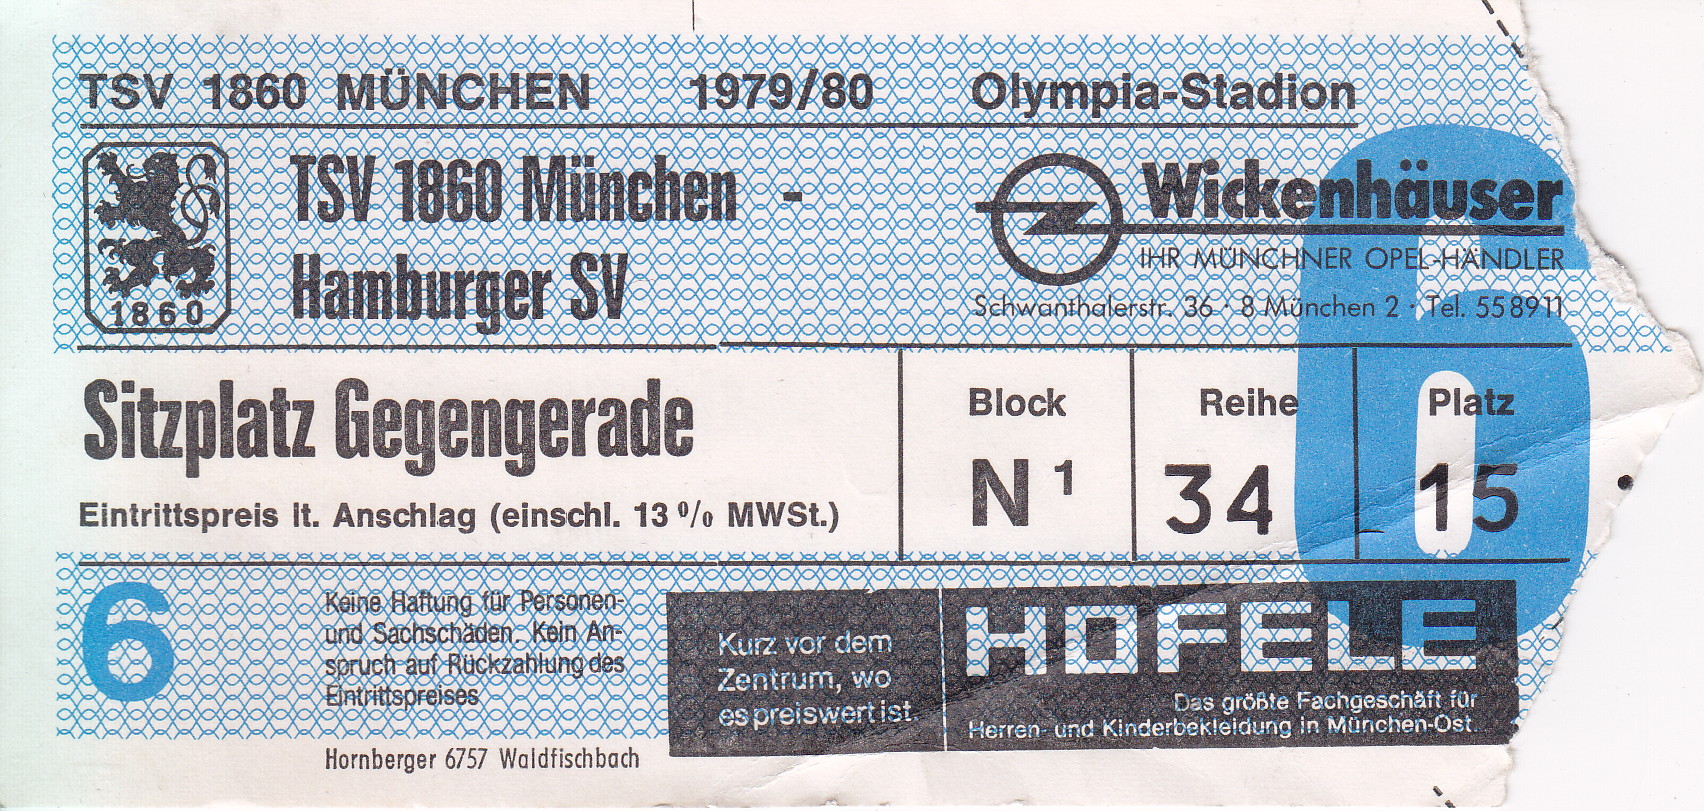 TSV 1860 MÜNCHEN 1979/80 Olympia-Stadion
TSV 1860 München -
Hamburger SV
1860
Wickenhäuser
IHR MÜNCHNER OPEL-HÄNDLER
Schwanthalerstr. 36 · 8 München 2 · Tel. 558911
Sitzplatz Gegengerade
Eintrittspreis lt. Anschlag (einschl. 13 % MWSt.)
Block Reihe Platz
N 1 34 15
6
6
Keine Haftung für Personen-
und Sachschäden. Kein An-
spruch auf Rückzahlung des
Eintrittspreises
Kurz vor dem
Zentrum, wo
es preiswert ist.
HOFELE
Das größte Fachgeschäft für
Herren- und Kinderbekleidung in München-Ost.
Hornberger 6757 Waldfischbach